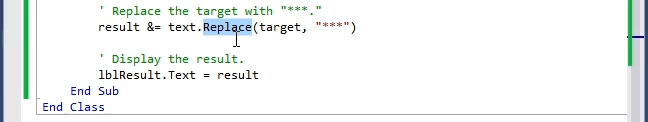 ' Replace the target with "***."
result &= text.Replace(target, "***")
' Display the result.
lblResult.Text = result
End Sub
End Class